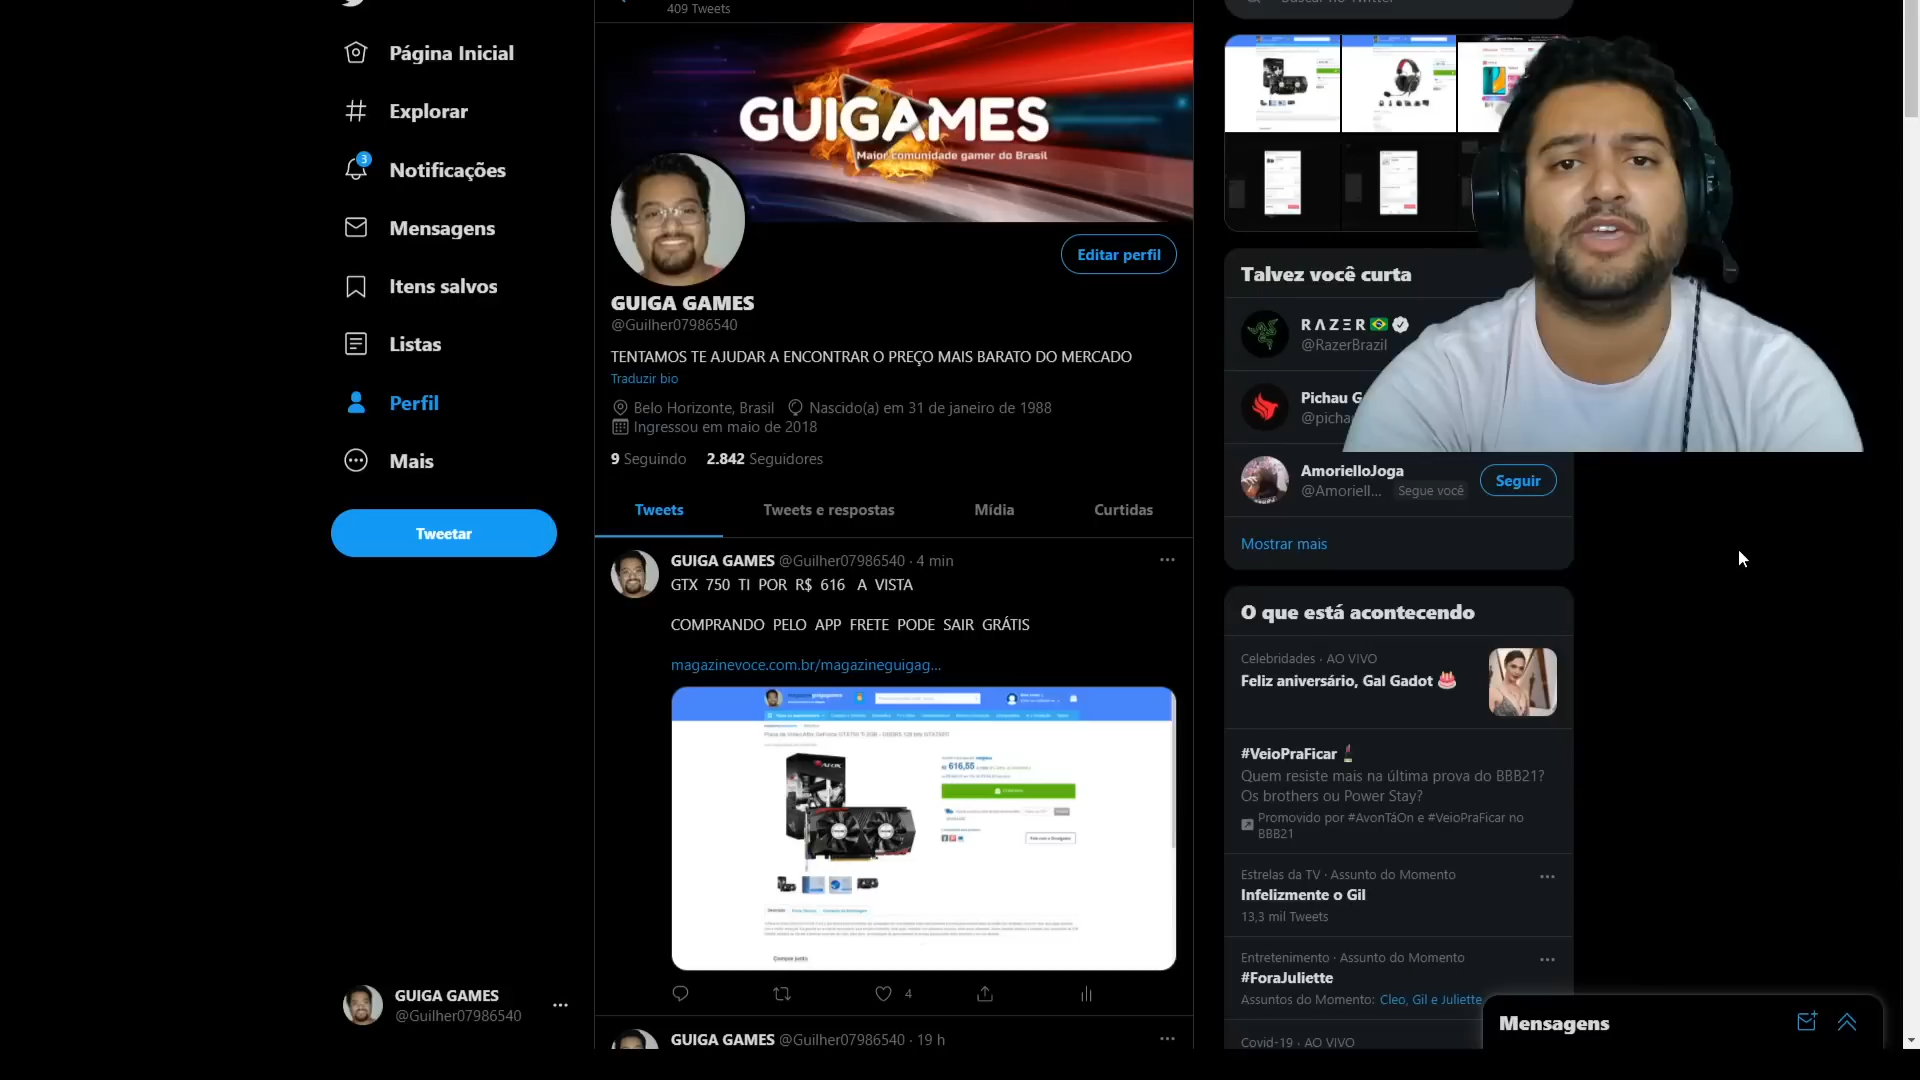 409 Tweets
Página Inicial
Explorar
3
Notificações
Mensagens
Itens salvos
Listas
Perfil
Mais
Tweetar
GUIGA GAMES
@Guilher07986540
GUIGAMES
Maior comunidade gamer do Brasil
Editar perfil
GUIGA GAMES
@Guilher07986540
TENTAMOS TE AJUDAR A ENCONTRAR O PREÇO MAIS BARATO DO MERCADO
Traduzir bio
Belo Horizonte, Brasil Nascido(a) em 31 de janeiro de 1988
Ingressou em maio de 2018
9 Seguindo 2.842 Seguidores
Tweets Tweets e respostas Mídia Curtidas
GUIGA GAMES @Guilher07986540 · 4 min
GTX 750 TI POR R$ 616 A VISTA
COMPRANDO PELO APP FRETE PODE SAIR GRÁTIS
magazinevoce.com.br/magazineguigag...
616,55
Compre junto
4
GUIGA GAMES @Guilher07986540 · 19 h
Talvez você curta
RAZER
@RazerBrazil
Pichau G
@picha
AmorielloJoga
@Amoriell... Segue você
Seguir
Mostrar mais
O que está acontecendo
Celebridades · AO VIVO
Feliz aniversário, Gal Gadot
#VeioPraFicar
Quem resiste mais na última prova do BBB21?
Os brothers ou Power Stay?
Promovido por #AvonTáOn e #VeioPraFicar no
BBB21
Estrelas da TV · Assunto do Momento
Infelizmente o Gil
13,3 mil Tweets
Entretenimento · Assunto do Momento
#ForaJuliette
Assuntos do Momento: Cleo, Gil e Juliette
Covid-19 · AO VIVO
Mensagens